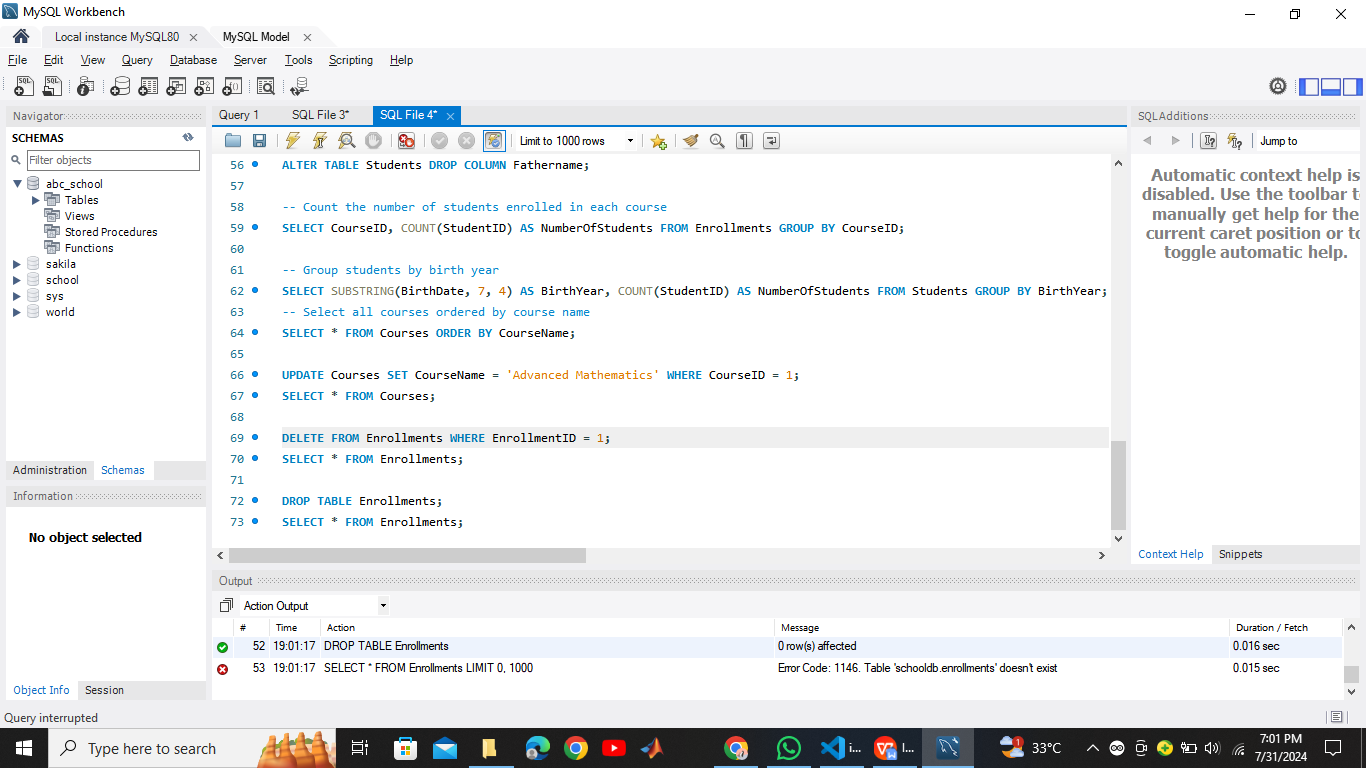 MySQL Workbench
Local instance MySQL80
MySQL Model
File Edit View Query Database Server Tools Scripting Help
Navigator
SCHEMAS
Filter objects
abc_school
Tables
Views
Stored Procedures
Functions
sakila
school
sys
world
Administration Schemas
Information
No object selected
Object Info Session
Query 1 SQL File 3* SQL File 4*
Limit to 1000 rows
56 ALTER TABLE Students DROP COLUMN Fathername;
57
58 -- Count the number of students enrolled in each course
59 SELECT CourseID, COUNT(StudentID) AS NumberOfStudents FROM Enrollments GROUP BY CourseID;
60
61 -- Group students by birth year
62 SELECT SUBSTRING(BirthDate, 7, 4) AS BirthYear, COUNT(StudentID) AS NumberOfStudents FROM Students GROUP BY BirthYear;
63 -- Select all courses ordered by course name
64 SELECT * FROM Courses ORDER BY CourseName;
65
66 UPDATE Courses SET CourseName = 'Advanced Mathematics' WHERE CourseID = 1;
67 SELECT * FROM Courses;
68
69 DELETE FROM Enrollments WHERE EnrollmentID = 1;
70 SELECT * FROM Enrollments;
71
72 DROP TABLE Enrollments;
73 SELECT * FROM Enrollments;
SQLAdditions
Jump to
Automatic context help is
disabled. Use the toolbar t
manually get help for the
current caret position or to
toggle automatic help.
Context Help Snippets
Output
Action Output
# Time Action Message Duration / Fetch
52 19:01:17 DROP TABLE Enrollments 0 row(s) affected 0.016 sec
53 19:01:17 SELECT * FROM Enrollments LIMIT 0, 1000 Error Code: 1146. Table 'schooldb.enrollments' doesn't exist 0.015 sec
Query interrupted
Type here to search
i...
I...
1
33°C
7:01 PM
7/31/2024